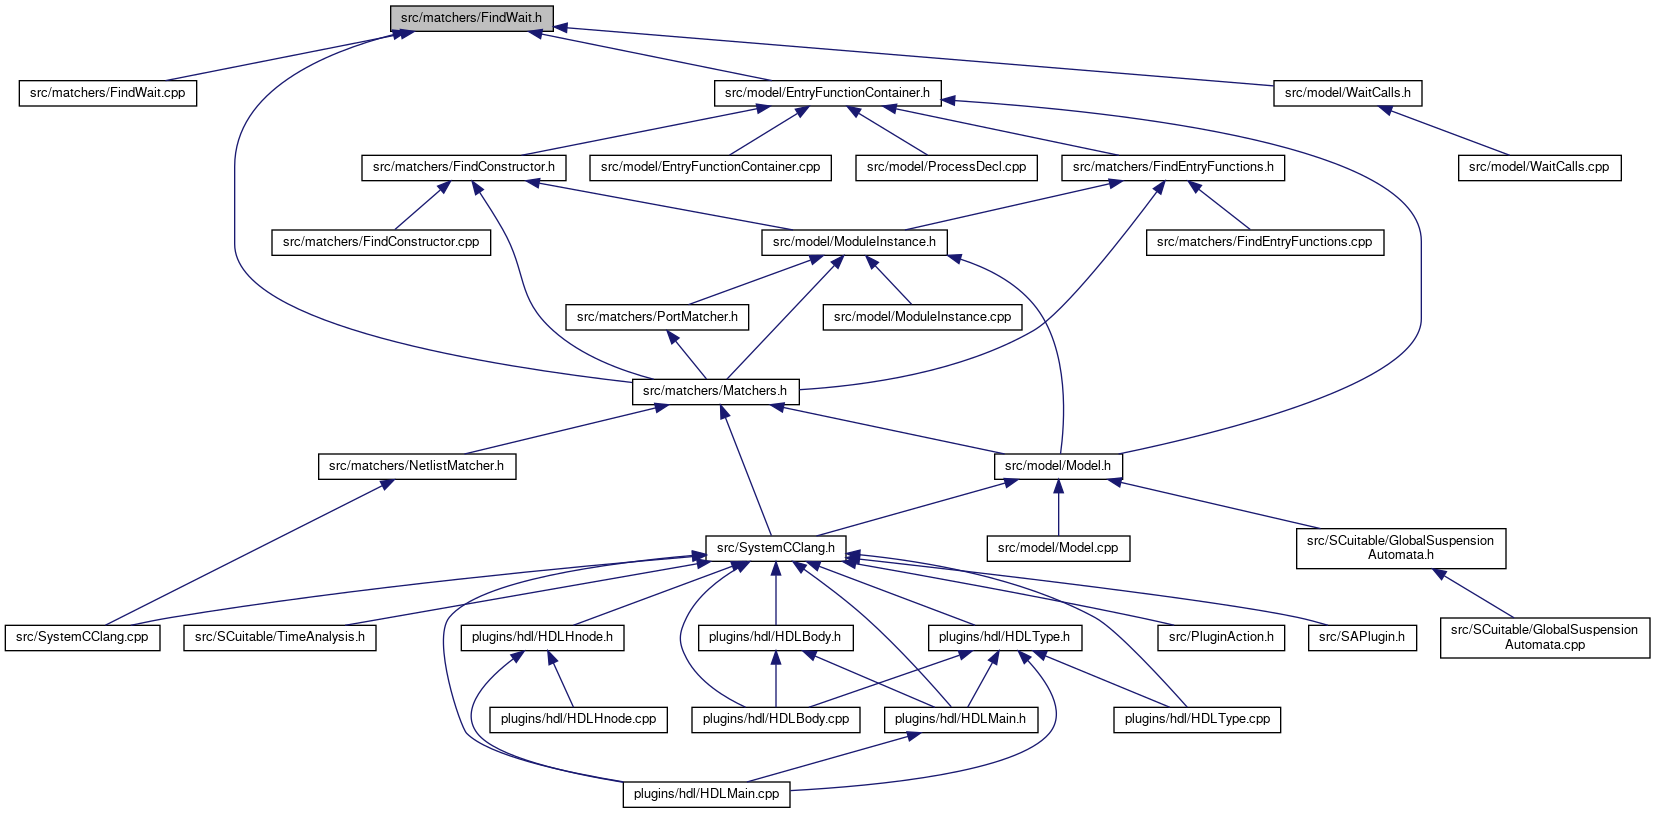 src/matchers/FindWait.h
src/matchers/FindWait.cpp
src/model/EntryFunctionContainer.h
src/model/WaitCalls.h
src/matchers/FindConstructor.h
src/model/EntryFunctionContainer.cpp
src/model/ProcessDecl.cpp
src/matchers/FindEntryFunctions.h
src/model/WaitCalls.cpp
src/matchers/FindConstructor.cpp
src/model/ModuleInstance.h
src/matchers/FindEntryFunctions.cpp
src/matchers/PortMatcher.h
src/model/ModuleInstance.cpp
src/matchers/Matchers.h
src/matchers/NetlistMatcher.h
src/model/Model.h
src/SystemCClang.h
src/model/Model.cpp
src/SCuitable/GlobalSuspension
Automata.h
src/SystemCClang.cpp
src/SCuitable/TimeAnalysis.h
plugins/hdl/HDLHnode.h
plugins/hdl/HDLBody.h
plugins/hdl/HDLType.h
src/PluginAction.h
src/SAPlugin.h
src/SCuitable/GlobalSuspension
Automata.cpp
plugins/hdl/HDLHnode.cpp
plugins/hdl/HDLBody.cpp
plugins/hdl/HDLMain.h
plugins/hdl/HDLType.cpp
plugins/hdl/HDLMain.cpp